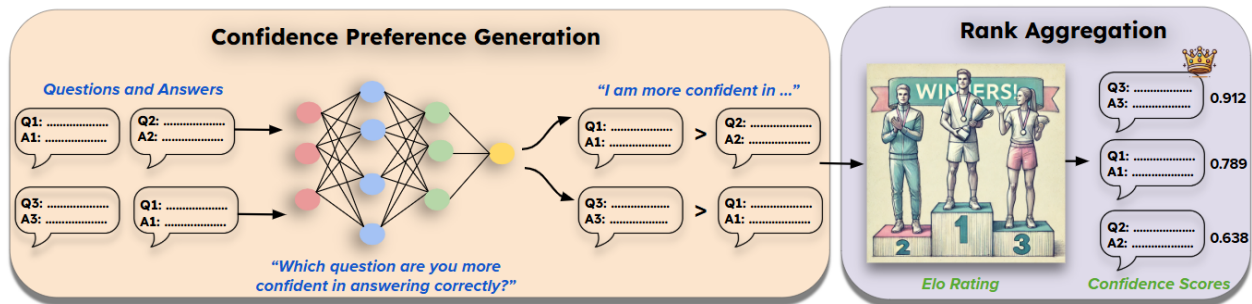 Confidence Preference Generation
Questions and Answers
Q1: ...................
A1: ....................
Q2: ...................
A2: ...................
Q3: ...................
A3: ...................
Q1: ...................
A1: ...................
"Which question are you more
confident in answering correctly?"
"I am more confident in ..."
Q1: ...................
A1: ...................
>
Q2: ...................
A2: ...................
Q3: ...................
A3: ...................
>
Q1: ...................
A1: ...................
Rank Aggregation
WINNERS!
2
1
3
Elo Rating
Q3: ...................
A3: ...................
0.912
Q1: ...................
A1: ...................
0.789
Q2: ...................
A2: ...................
0.638
Confidence Scores